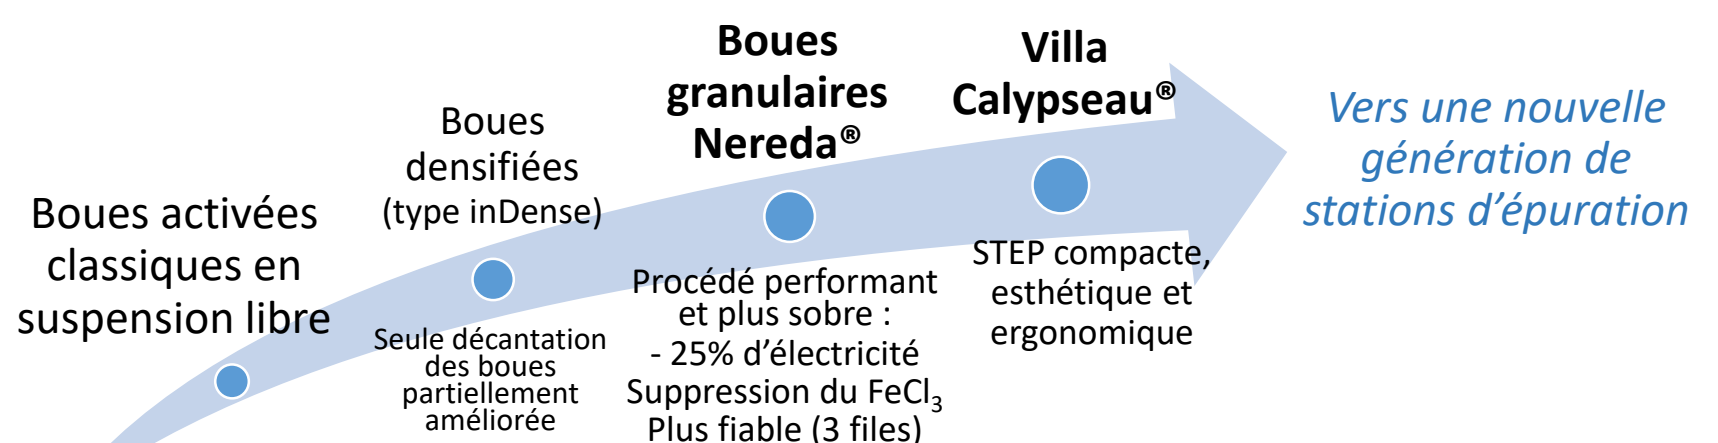 Boues activées
classiques en
suspension libre
Boues
densifiées
(type inDense)
Seule décantation
des boues
partiellement
améliorée
Boues
granulaires
Nereda®
Procédé performant
et plus sobre :
- 25% d’électricité
Suppression du FeCl₃
Plus fiable (3 files)
Villa
Calypseau®
STEP compacte,
esthétique et
ergonomique
Vers une nouvelle
génération de
stations d’épuration